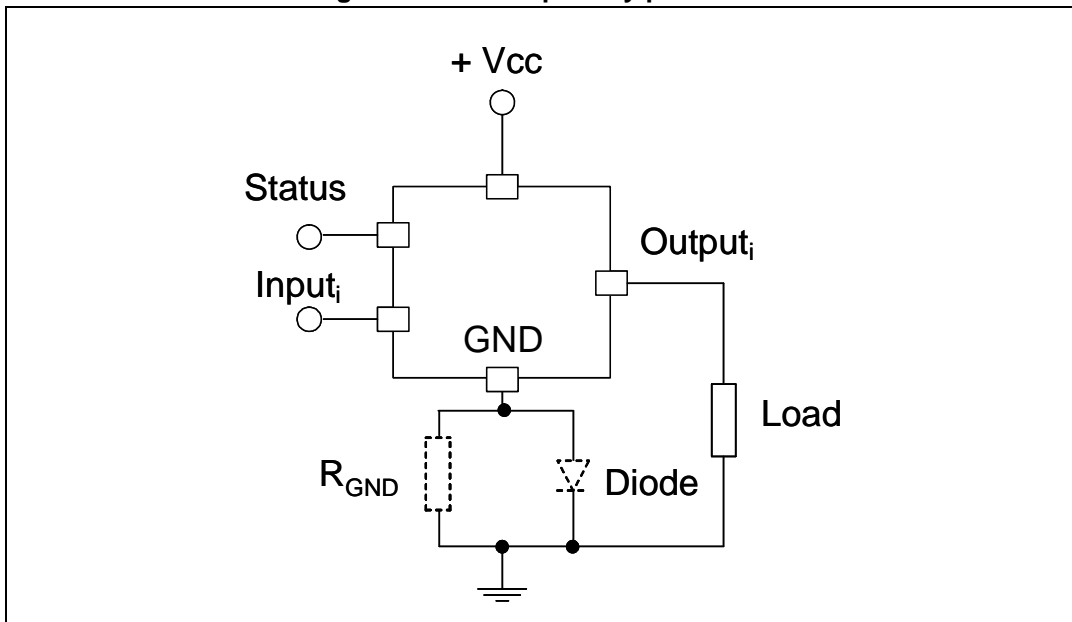 + Vcc
Status
Outputᵢ
Inputᵢ
GND
Load
R_GND
Diode